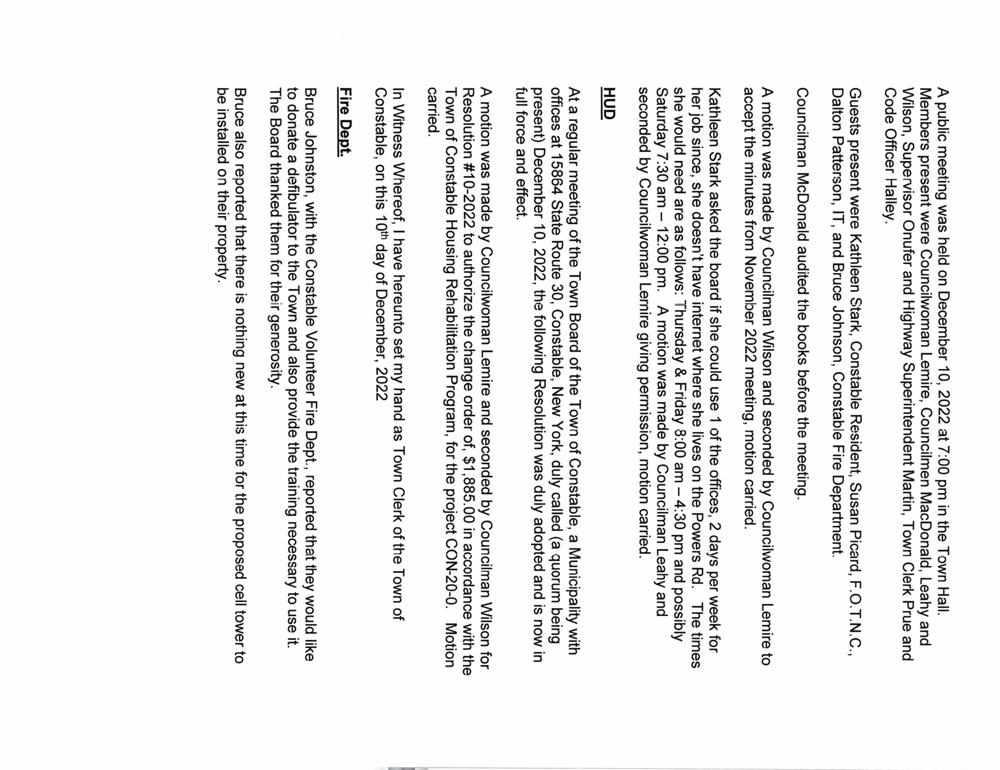 A public meeting was held on December 10, 2022 at 7:00 pm in the Town Hall.
Members present were Councilwoman Lemire, Councilmen MacDonald, Leahy and
Wilson, Supervisor Onufer and Highway Superintendent Martin, Town Clerk Prue and
Code Officer Halley.
Guests present were Kathleen Stark, Constable Resident, Susan Picard, F.O.T.N.C.,
Dalton Patterson, IT, and Bruce Johnson, Constable Fire Department.
Councilman McDonald audited the books before the meeting.
A motion was made by Councilman Wilson and seconded by Councilwoman Lemire to
accept the minutes from November 2022 meeting, motion carried.
Kathleen Stark asked the board if she could use 1 of the offices, 2 days per week for
her job since, she doesn't have internet where she lives on the Powers Rd. The times
she would need are as follows: Thursday & Friday 8:00 am – 4:30 pm and possibly
Saturday 7:30 am – 12:00 pm. A motion was made by Councilman Leahy and
seconded by Councilwoman Lemire giving permission, motion carried.
HUD
At a regular meeting of the Town Board of the Town of Constable, a Municipality with
offices at 15864 State Route 30, Constable, New York, duly called (a quorum being
present) December 10, 2022, the following Resolution was duly adopted and is now in
full force and effect.
A motion was made by Councilwoman Lemire and seconded by Councilman Wilson for
Resolution #10-2022 to authorize the change order of, $1,885.00 in accordance with the
Town of Constable Housing Rehabilitation Program, for the project CON-20-0. Motion
carried.
In Witness Whereof, I have hereunto set my hand as Town Clerk of the Town of
Constable, on this 10th day of December, 2022
Fire Dept.
Bruce Johnston, with the Constable Volunteer Fire Dept., reported that they would like
to donate a defibulator to the Town and also provide the training necessary to use it.
The Board thanked them for their generosity.
Bruce also reported that there is nothing new at this time for the proposed cell tower to
be installed on their property.